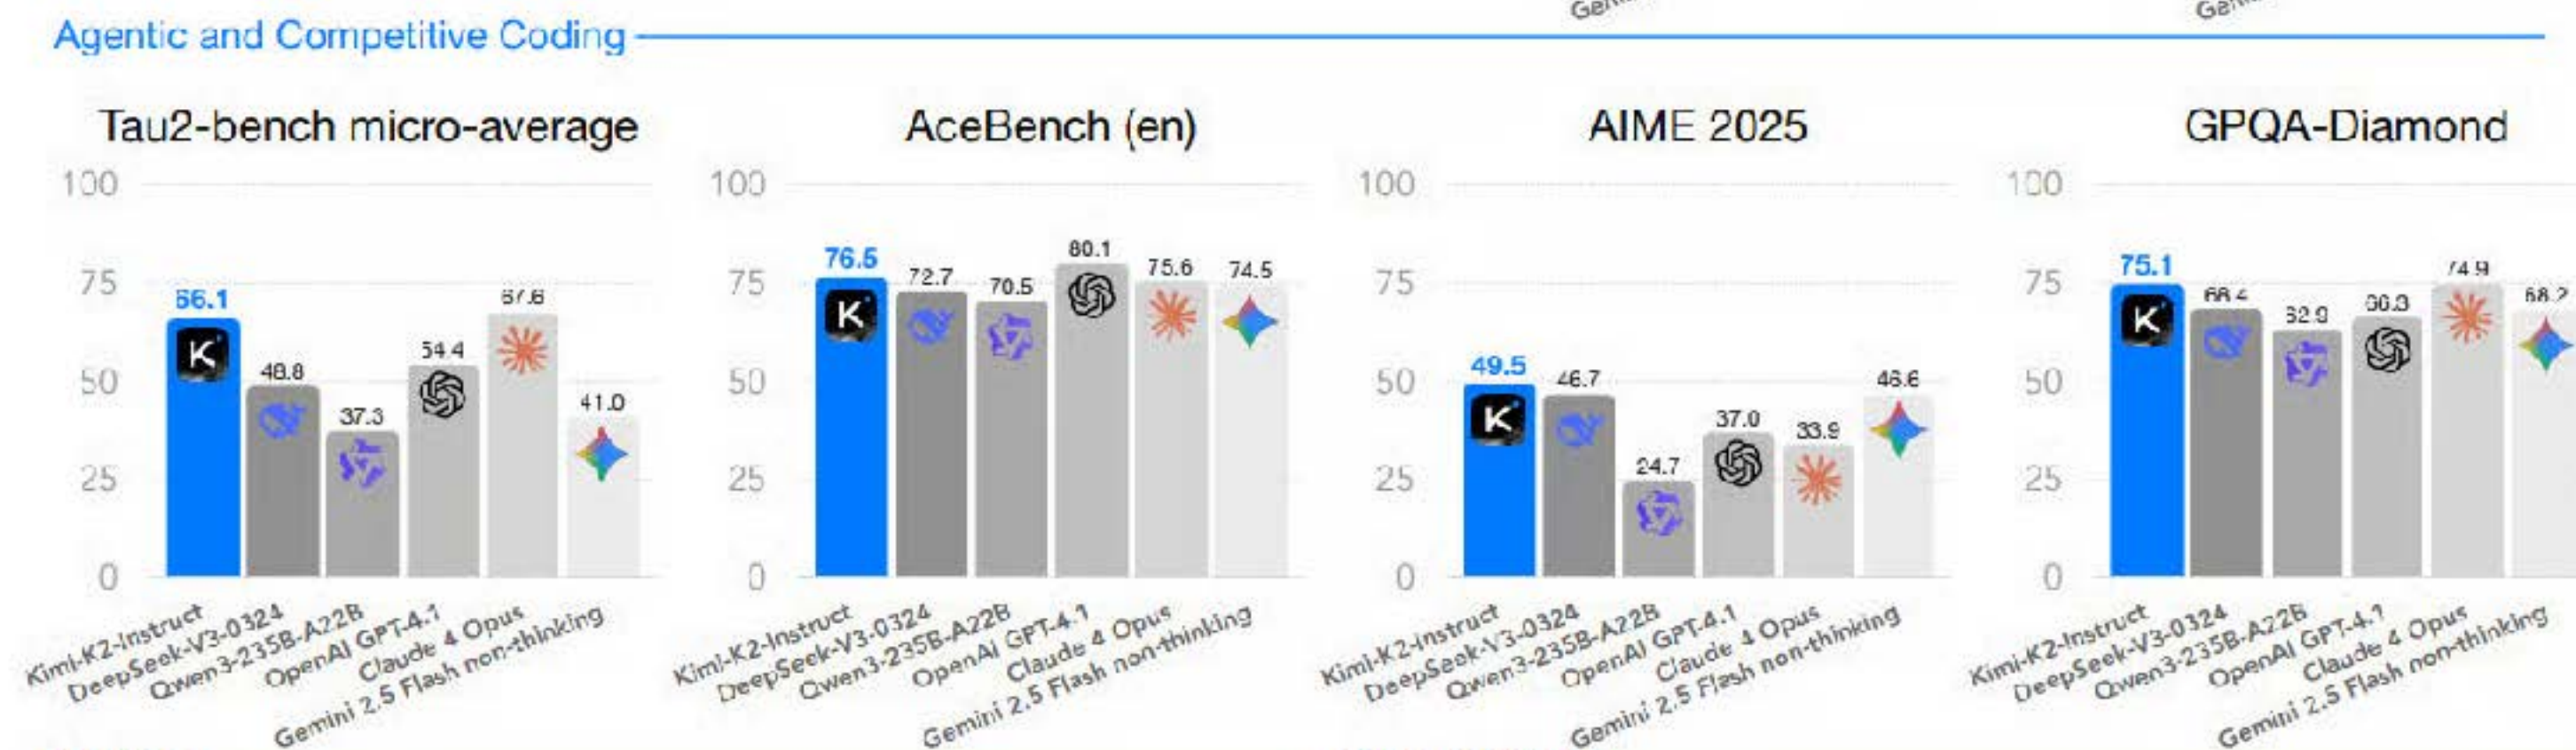 Agentic and Competitive Coding
Tau2-bench micro-average
100
75
50
25
0
66.1
48.8
37.3
54.4
67.6
41.0
Kimi-K2-Instruct
DeepSeek-V3-0324
Qwen3-235B-A22B
OpenAI GPT-4.1
Claude 4 Opus
Gemini 2.5 Flash non-thinking
AceBench (en)
100
75
50
25
0
76.5
72.7
70.5
80.1
75.6
74.5
Kimi-K2-Instruct
DeepSeek-V3-0324
Qwen3-235B-A22B
OpenAI GPT-4.1
Claude 4 Opus
Gemini 2.5 Flash non-thinking
AIME 2025
100
75
50
25
0
49.5
46.7
24.7
37.0
33.9
46.6
Kimi-K2-Instruct
DeepSeek-V3-0324
Qwen3-235B-A22B
OpenAI GPT-4.1
Claude 4 Opus
Gemini 2.5 Flash non-thinking
GPQA-Diamond
100
75
50
25
0
75.1
68.4
62.9
66.3
74.9
68.2
Kimi-K2-Instruct
DeepSeek-V3-0324
Qwen3-235B-A22B
OpenAI GPT-4.1
Claude 4 Opus
Gemini 2.5 Flash non-thinking